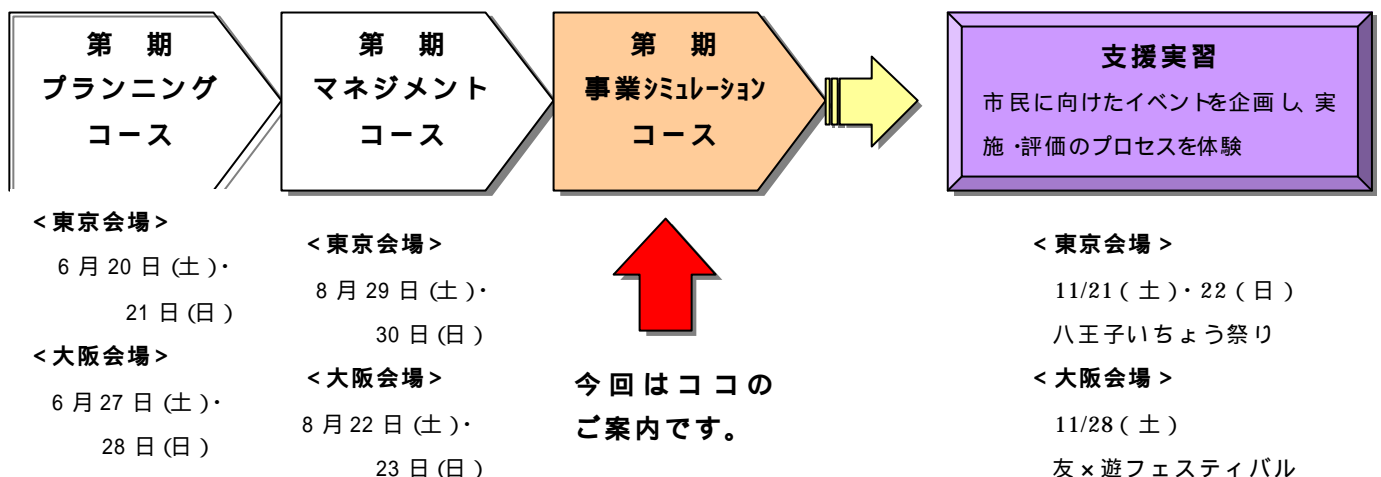 第　期
プランニング
コース
第　期
マネジメント
コース
第　期
事業ｼﾐｭﾚｰｼｮﾝ
コース
支援実習
市民に向けたイベントを企画し、実
施・評価のプロセスを体験
<東京会場>
6月20日(土)・
21日(日)
<大阪会場>
6月27日(土)・
28日(日)
<東京会場>
8月29日(土)・
30日(日)
<大阪会場>
8月22日(土)・
23日(日)
今回はココの
ご案内です。
<東京会場>
11/21(土)・22(日)
八王子いちょう祭り
<大阪会場>
11/28(土)
友×遊フェスティバル